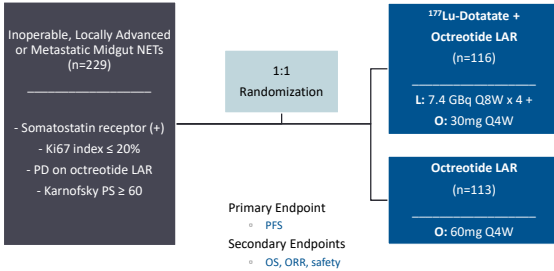 Inoperable, Locally Advanced
or Metastatic Midgut NETs
(n=229)
- Somatostatin receptor (+)
- Ki67 index ≤ 20%
- PD on octreotide LAR
- Karnofsky PS ≥ 60
1:1
Randomization
¹⁷⁷Lu-Dotatate +
Octreotide LAR
(n=116)
L: 7.4 GBq Q8W x 4 +
O: 30mg Q4W
Octreotide LAR
(n=113)
O: 60mg Q4W
Primary Endpoint
▫ PFS
Secondary Endpoints
▫ OS, ORR, safety